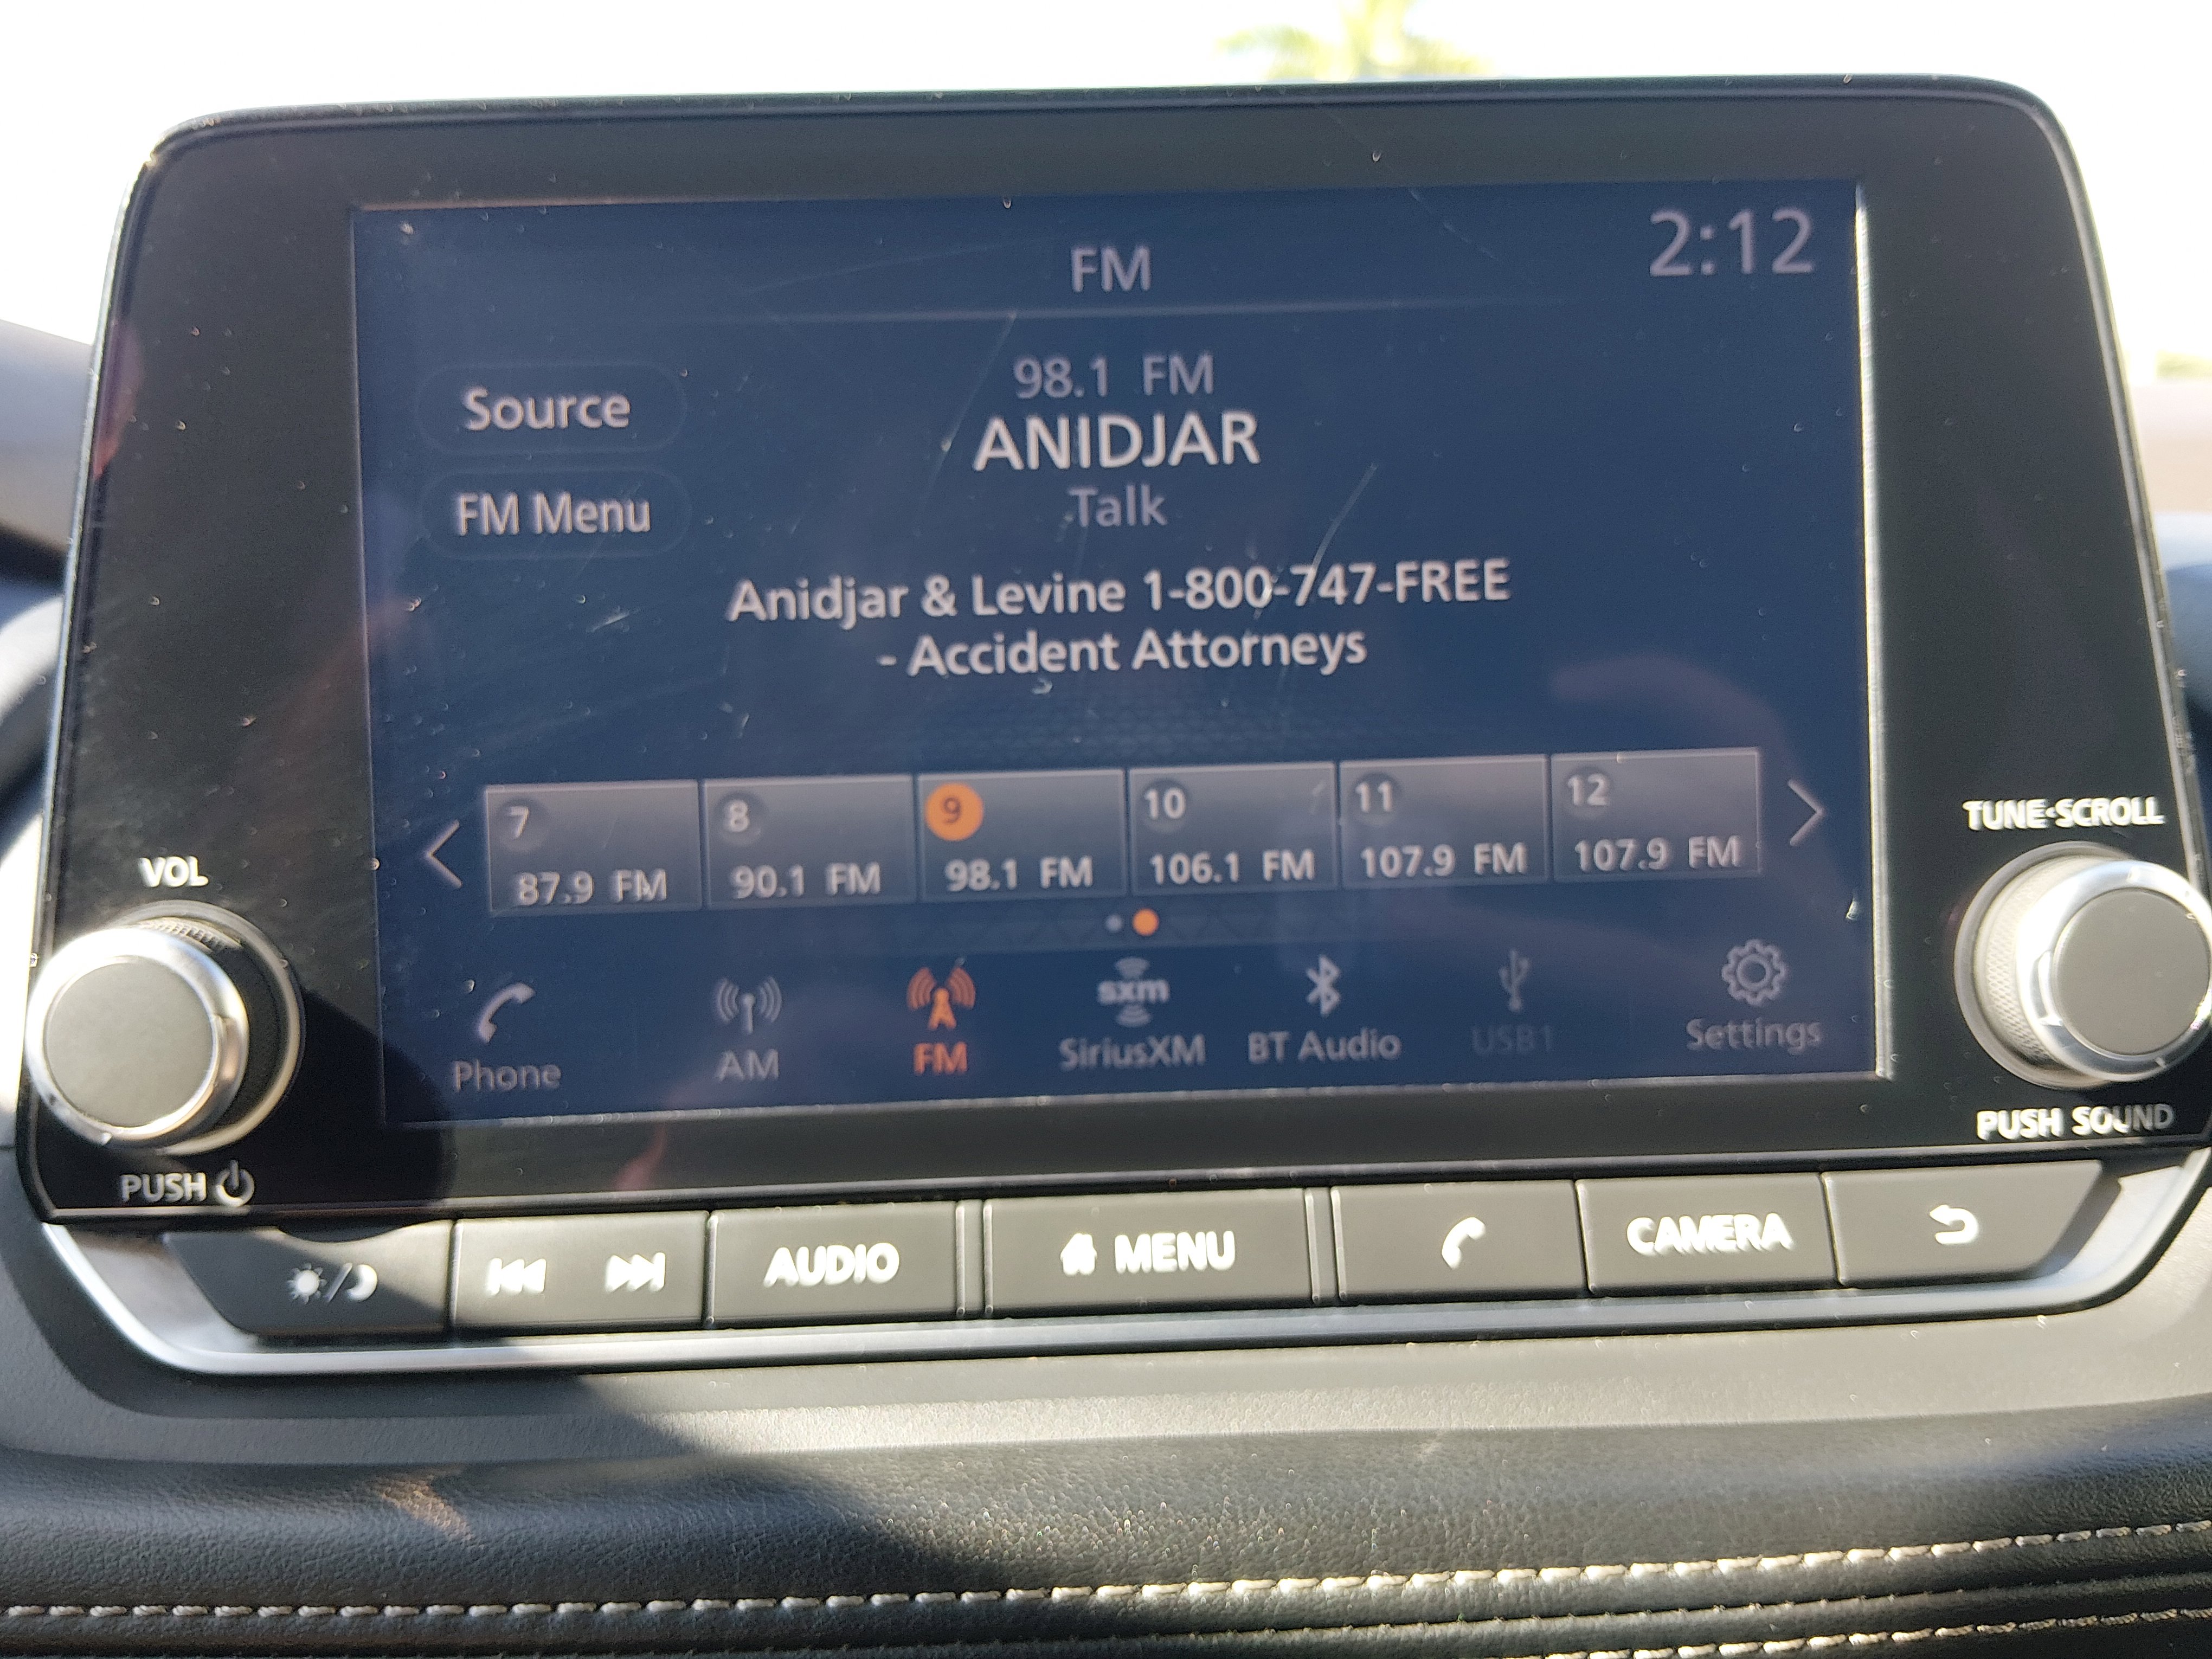 FM
2:12
98.1 FM
Source
ANIDJAR
FM Menu
Talk
Anidjar & Levine 1-800-747-FREE
- Accident Attorneys
7
8
9
10
11
12
87.9 FM
90.1 FM
98.1 FM
106.1 FM
107.9 FM
107.9 FM
VOL
TUNE·SCROLL
sxm
Phone
AM
FM
SiriusXM
BT Audio
USB1
Settings
PUSH
PUSH SOUND
AUDIO
MENU
CAMERA